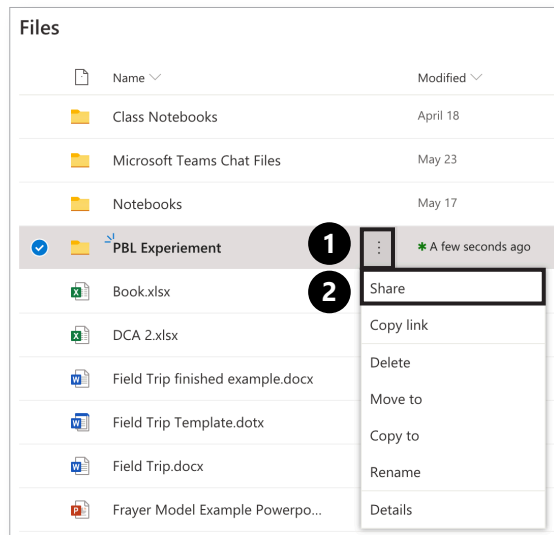 Files
Name Modified
Class Notebooks April 18
Microsoft Teams Chat Files May 23
Notebooks May 17
PBL Experiement 1 A few seconds ago
Book.xlsx 2 Share
DCA 2.xlsx Copy link
Delete
Field Trip finished example.docx Move to
Field Trip Template.dotx Copy to
Field Trip.docx Rename
Frayer Model Example Powerpo... Details